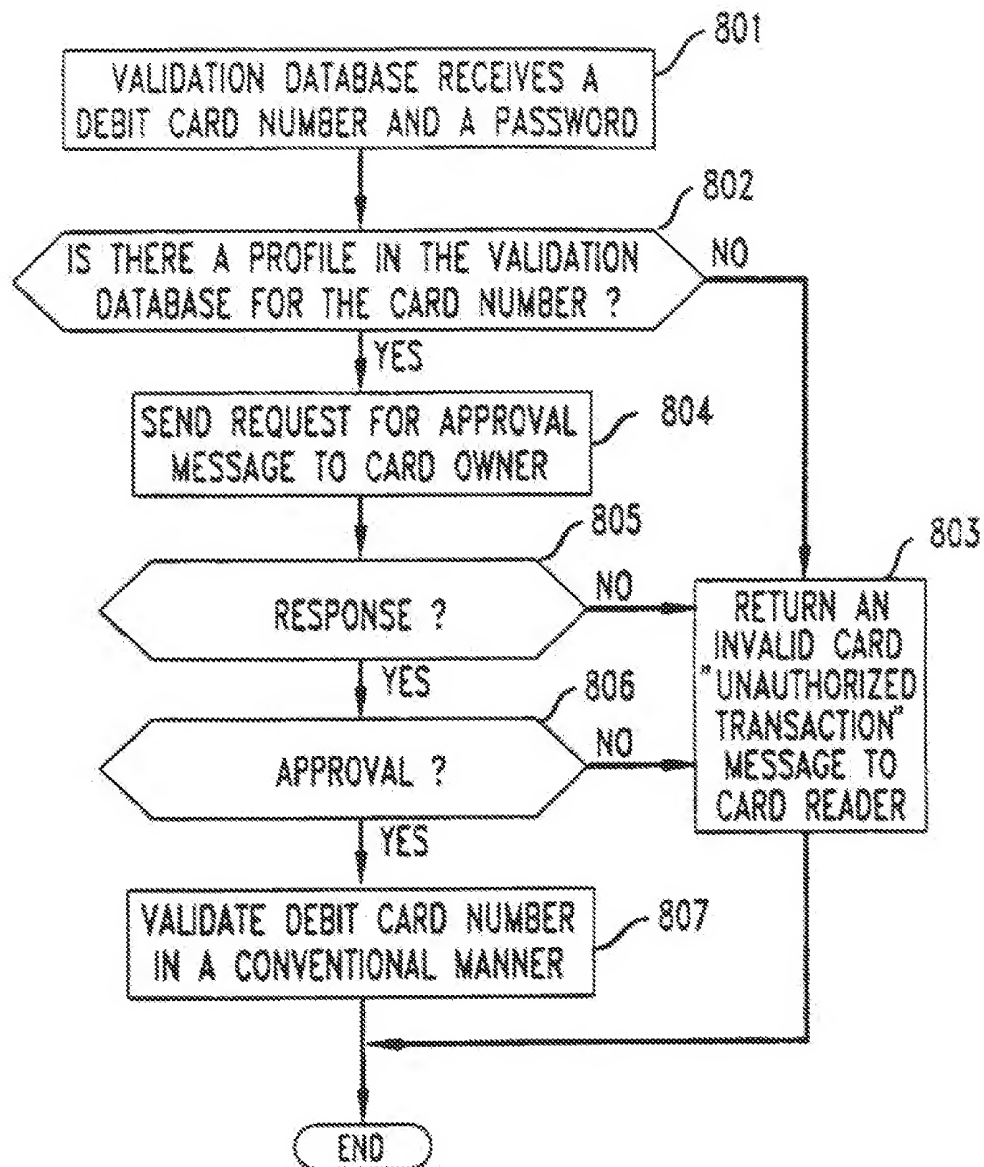 801
VALIDATION DATABASE RECEIVES A
DEBIT CARD NUMBER AND A PASSWORD
802
IS THERE A PROFILE IN THE VALIDATION
DATABASE FOR THE CARD NUMBER ?
NO
YES
SEND REQUEST FOR APPROVAL
MESSAGE TO CARD OWNER
804
805
RESPONSE ?
NO
YES
803
RETURN AN
INVALID CARD
"UNAUTHORIZED
TRANSACTION"
MESSAGE TO
CARD READER
806
APPROVAL ?
NO
YES
VALIDATE DEBIT CARD NUMBER
IN A CONVENTIONAL MANNER
807
END